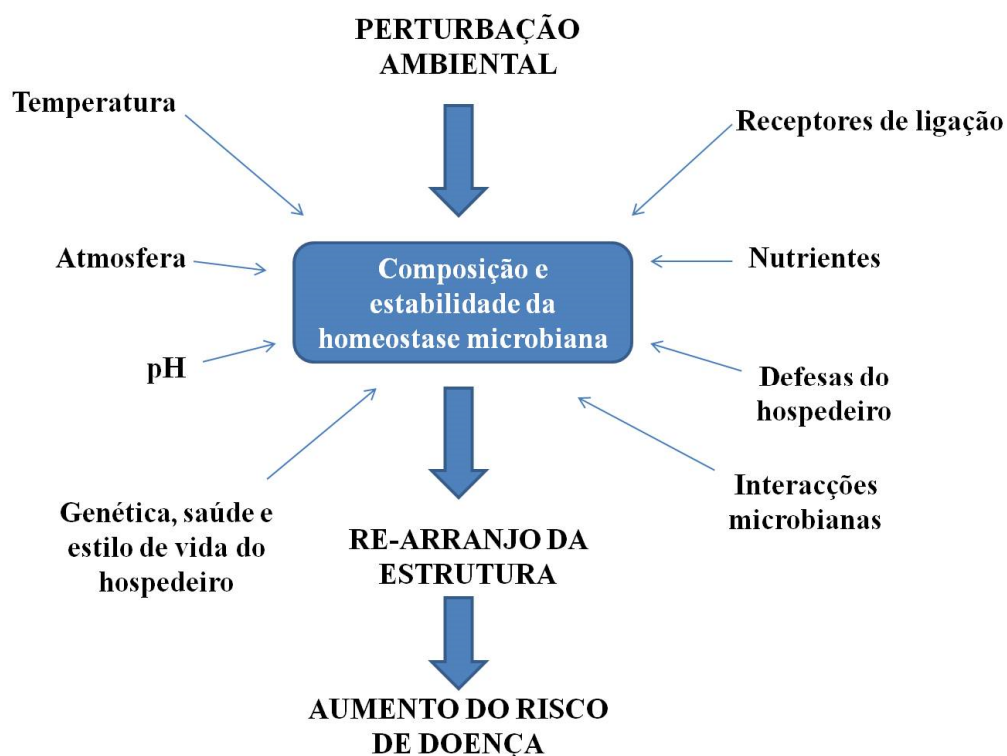 PERTURBAÇÃO
AMBIENTAL
Temperatura
Receptores de ligação
Atmosfera
Composição e
estabilidade da
homeostase microbiana
Nutrientes
pH
Defesas do
hospedeiro
Genética, saúde e
estilo de vida do
hospedeiro
Interacções
microbianas
RE-ARRANJO DA
ESTRUTURA
AUMENTO DO RISCO
DE DOENÇA